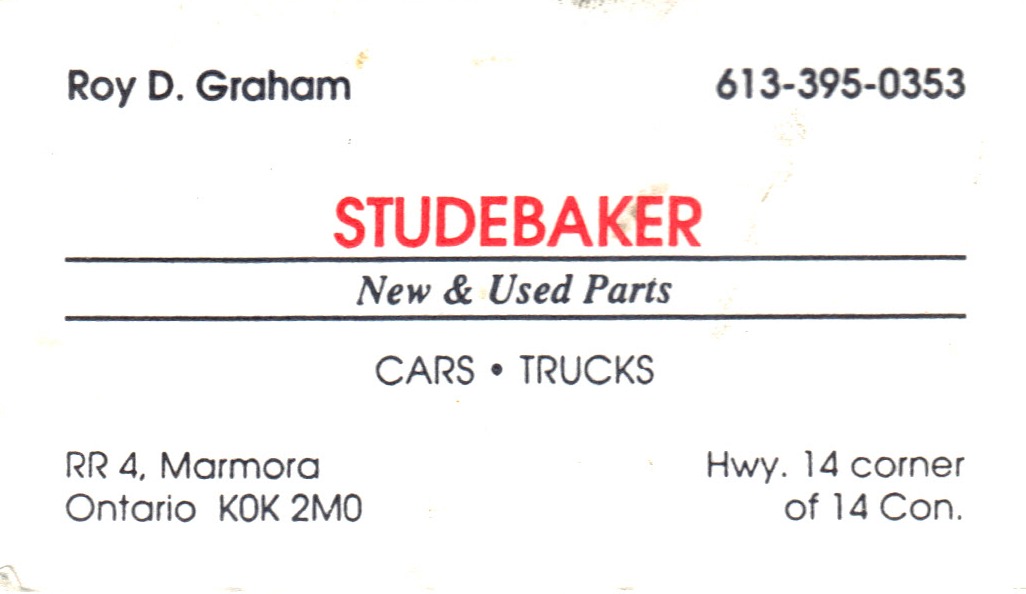 Roy D. Graham
613-395-0353
STUDEBAKER
New & Used Parts
CARS • TRUCKS
RR 4, Marmora
Ontario K0K 2M0
Hwy. 14 corner
of 14 Con.